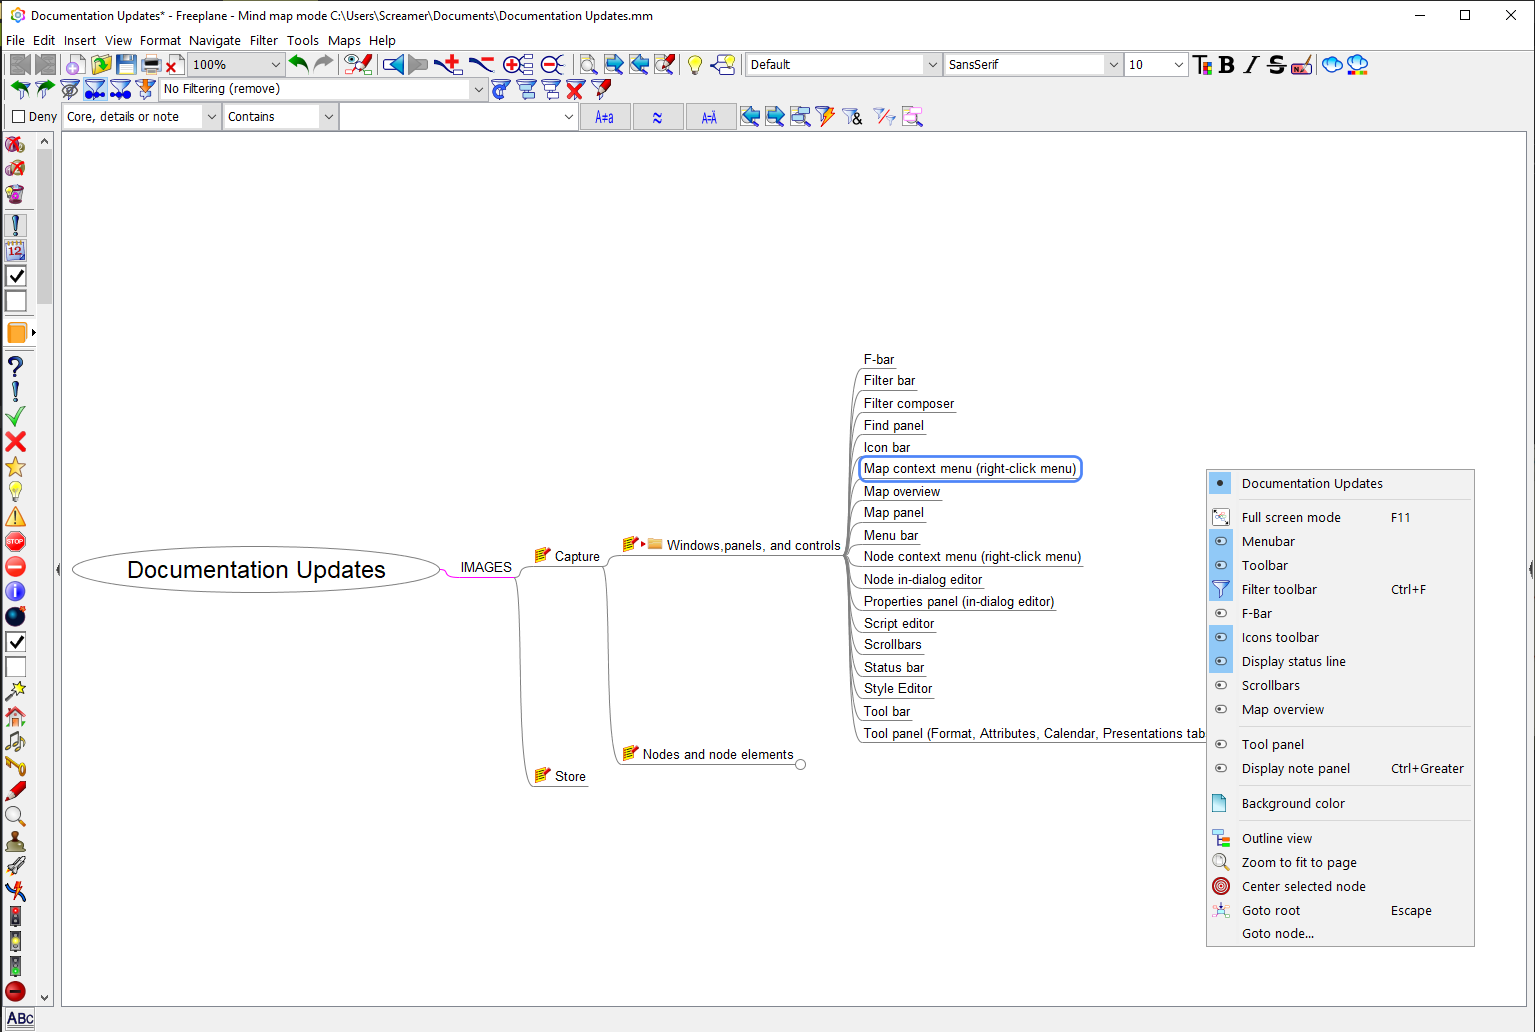 Documentation Updates* - Freeplane - Mind map mode C:\Users\Screamer\Documents\Documentation Updates.mm
File Edit Insert View Format Navigate Filter Tools Maps Help
100% Default SansSerif 10 T B I S
No Filtering (remove)
Deny Core, details or note Contains A≠a ≈ A=Ä &
12
STOP
ABC
Documentation Updates
IMAGES
Capture
Windows,panels, and controls
F-bar
Filter bar
Filter composer
Find panel
Icon bar
Map context menu (right-click menu)
Map overview
Map panel
Menu bar
Node context menu (right-click menu)
Node in-dialog editor
Properties panel (in-dialog editor)
Script editor
Scrollbars
Status bar
Style Editor
Tool bar
Tool panel (Format, Attributes, Calendar, Presentations tab
Nodes and node elements
Store
Documentation Updates
Full screen mode F11
Menubar
Toolbar
Filter toolbar Ctrl+F
F-Bar
Icons toolbar
Display status line
Scrollbars
Map overview
Tool panel
Display note panel Ctrl+Greater
Background color
Outline view
Zoom to fit to page
Center selected node
Goto root Escape
Goto node...